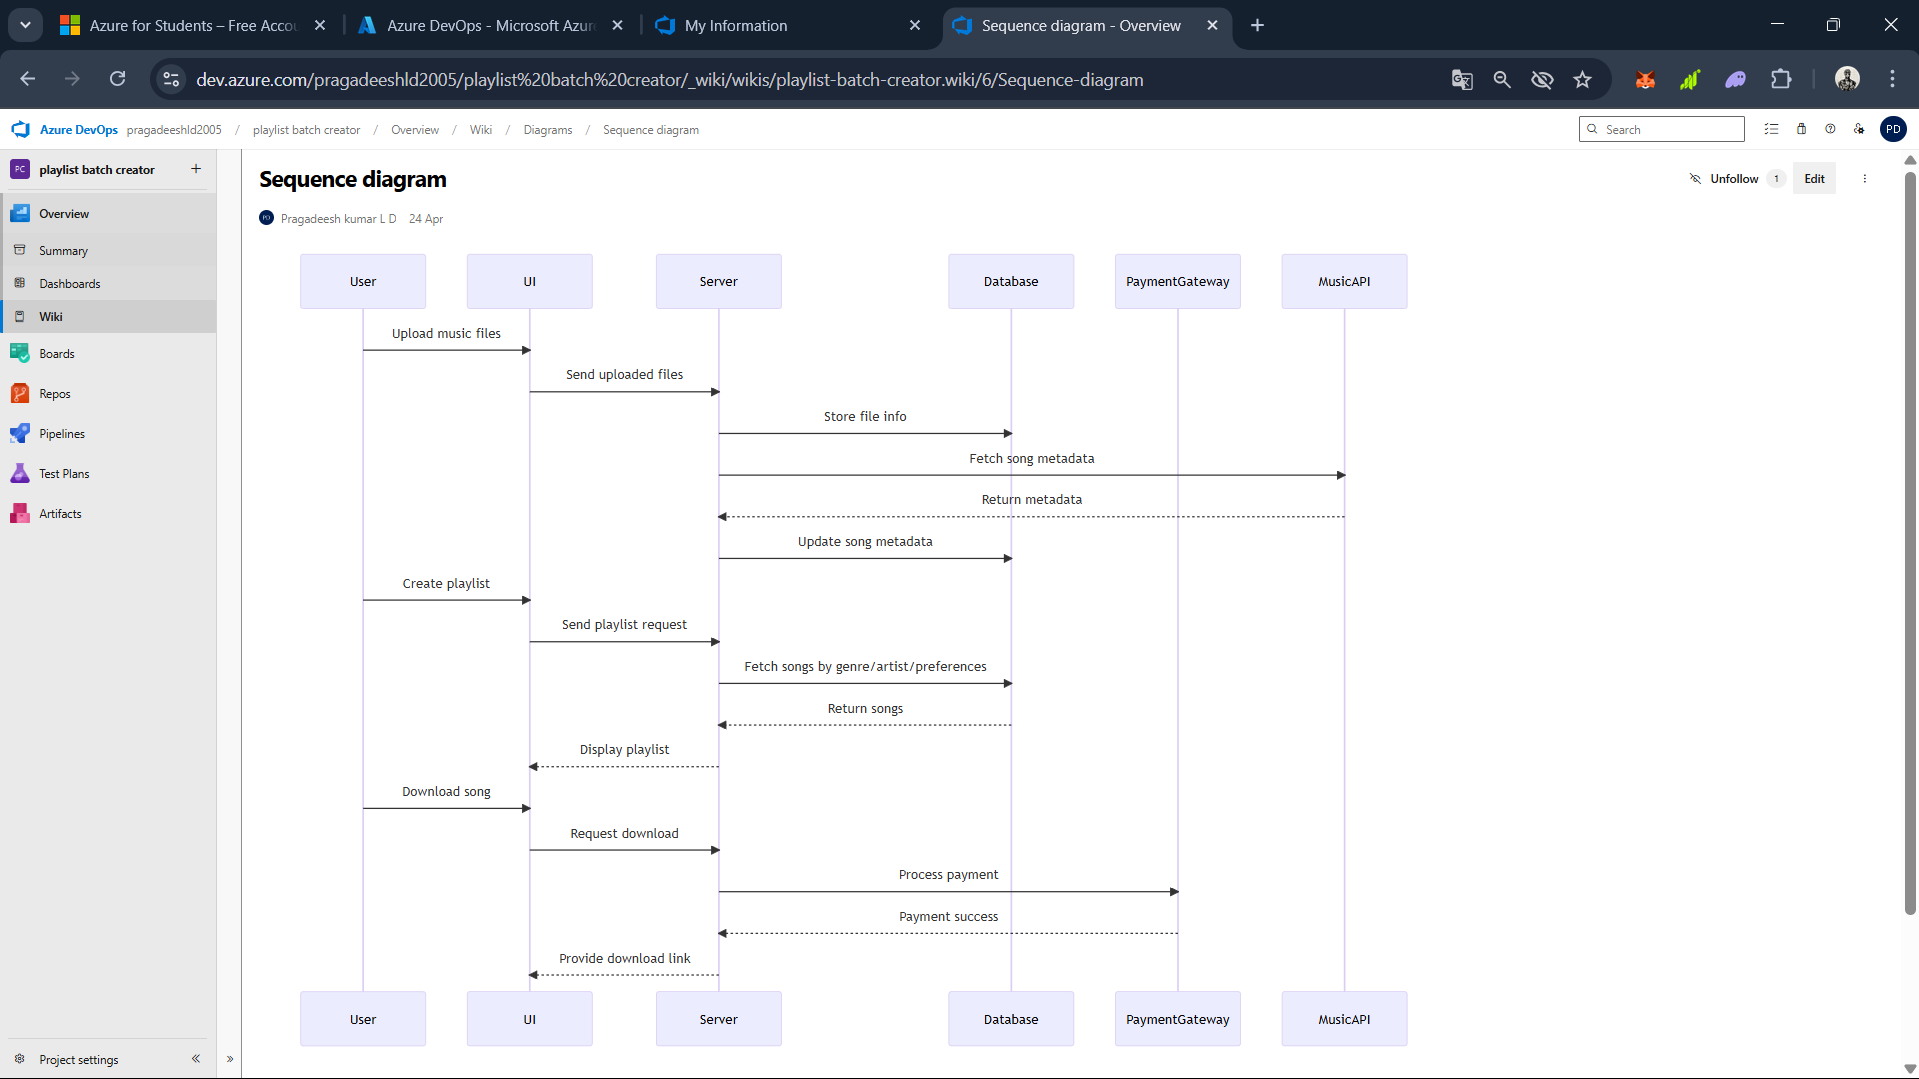 Azure for Students – Free Accou
Azure DevOps - Microsoft Azur
My Information
Sequence diagram - Overview
dev.azure.com/pragadeeshld2005/playlist%20batch%20creator/_wiki/wikis/playlist-batch-creator.wiki/6/Sequence-diagram
Azure DevOps pragadeeshld2005 / playlist batch creator / Overview / Wiki / Diagrams / Sequence diagram
Search
PD
PC playlist batch creator +
Overview
Summary
Dashboards
Wiki
Boards
Repos
Pipelines
Test Plans
Artifacts
Project settings
Sequence diagram
Unfollow 1 Edit
PD Pragadeesh kumar L D 24 Apr
User UI Server Database PaymentGateway MusicAPI
Upload music files
Send uploaded files
Store file info
Fetch song metadata
Return metadata
Update song metadata
Create playlist
Send playlist request
Fetch songs by genre/artist/preferences
Return songs
Display playlist
Download song
Request download
Process payment
Payment success
Provide download link
User UI Server Database PaymentGateway MusicAPI